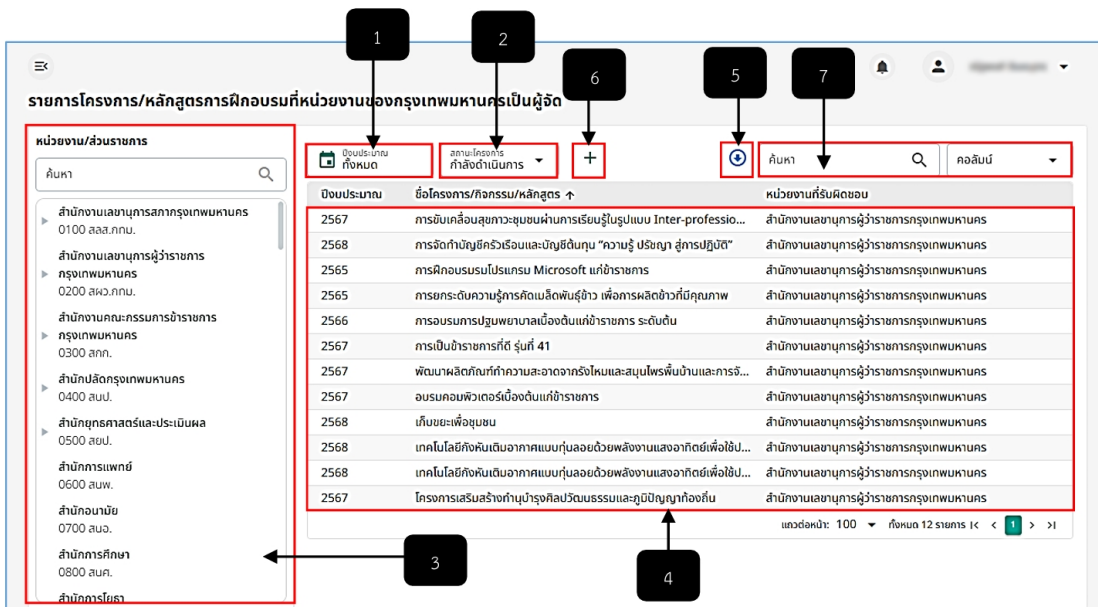 1
2
6
5
7
รายการโครงการ/หลักสูตรการฝึกอบรมที่หน่วยงานของกรุงเทพมหานครเป็นผู้จัด
หน่วยงาน/ส่วนราชการ
ค้นหา
สำนักงานเลขานุการสภากรุงเทพมหานคร
0100 สลส.กทม.
สำนักงานเลขานุการผู้ว่าราชการ
กรุงเทพมหานคร
0200 สผว.กทม.
สำนักงานคณะกรรมการข้าราชการ
กรุงเทพมหานคร
0300 สกก.
สำนักปลัดกรุงเทพมหานคร
0400 สนป.
สำนักยุทธศาสตร์และประเมินผล
0500 สยป.
สำนักการแพทย์
0600 สนพ.
สำนักอนามัย
0700 สนอ.
สำนักการศึกษา
0800 สนศ.
สำนักการโยธา
3
ปีงบประมาณ
ทั้งหมด
สถานะโครงการ
กำลังดำเนินการ
ค้นหา
คอลัมน์
ปีงบประมาณ ชื่อโครงการ/กิจกรรม/หลักสูตร หน่วยงานที่รับผิดชอบ
2567 การขับเคลื่อนสุขภาวะชุมชนผ่านการเรียนรู้ในรูปแบบ Inter-professio... สำนักงานเลขานุการผู้ว่าราชการกรุงเทพมหานคร
2568 การจัดทำบัญชีครัวเรือนและบัญชีต้นทุน “ความรู้ ปรัชญา สู่การปฏิบัติ” สำนักงานเลขานุการผู้ว่าราชการกรุงเทพมหานคร
2565 การฝึกอบรมรมโปรแกรม Microsoft แก่ข้าราชการ สำนักงานเลขานุการผู้ว่าราชการกรุงเทพมหานคร
2565 การยกระดับความรู้การคัดเมล็ดพันธุ์ข้าว เพื่อการผลิตข้าวที่มีคุณภาพ สำนักงานเลขานุการผู้ว่าราชการกรุงเทพมหานคร
2566 การอบรมการปฐมพยาบาลเบื้องต้นแก่ข้าราชการ ระดับต้น สำนักงานเลขานุการผู้ว่าราชการกรุงเทพมหานคร
2567 การเป็นข้าราชการที่ดี รุ่นที่ 41 สำนักงานเลขานุการผู้ว่าราชการกรุงเทพมหานคร
2567 พัฒนาผลิตภัณฑ์ทำความสะอาดจากรังไหมและสมุนไพรพื้นบ้านและการจั... สำนักงานเลขานุการผู้ว่าราชการกรุงเทพมหานคร
2567 อบรมคอมพิวเตอร์เบื้องต้นแก่ข้าราชการ สำนักงานเลขานุการผู้ว่าราชการกรุงเทพมหานคร
2568 เก็บขยะเพื่อชุมชน สำนักงานเลขานุการผู้ว่าราชการกรุงเทพมหานคร
2568 เทคโนโลยีกังหันเติมอากาศแบบทุ่นลอยด้วยพลังงานแสงอาทิตย์เพื่อใช้ป... สำนักงานเลขานุการผู้ว่าราชการกรุงเทพมหานคร
2568 เทคโนโลยีกังหันเติมอากาศแบบทุ่นลอยด้วยพลังงานแสงอาทิตย์เพื่อใช้ป... สำนักงานเลขานุการผู้ว่าราชการกรุงเทพมหานคร
2567 โครงการเสริมสร้างทำนุบำรุงศิลปวัฒนธรรมและภูมิปัญญาท้องถิ่น สำนักงานเลขานุการผู้ว่าราชการกรุงเทพมหานคร
แถวต่อหน้า: 100 ทั้งหมด 12 รายการ 1
4